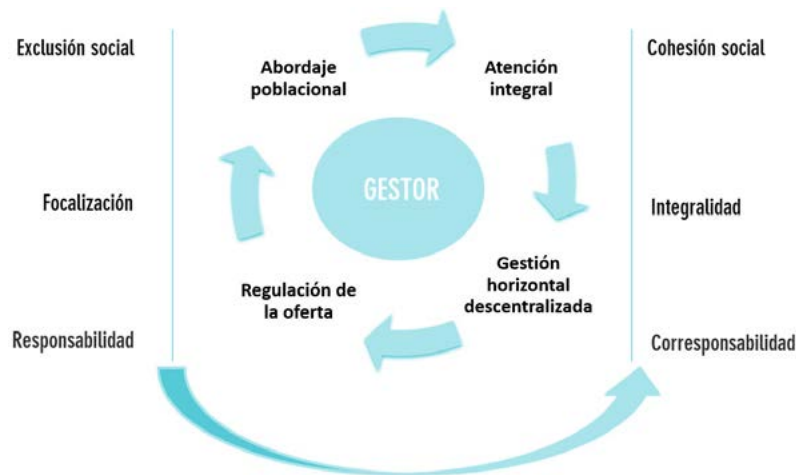 Exclusión social
Focalización
Responsabilidad
Abordaje
poblacional
Atención
integral
GESTOR
Gestión
horizontal
descentralizada
Regulación de
la oferta
Cohesión social
Integralidad
Corresponsabilidad